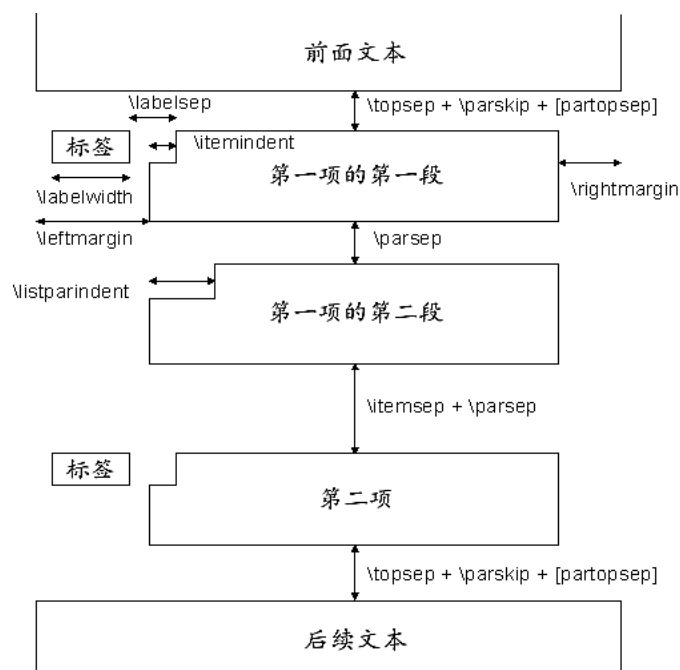 前面文本
\labelsep
\topsep + \parskip + [partopsep]
标签
\itemindent
第一项的第一段
\labelwidth
\rightmargin
\leftmargin
\parsep
\listparindent
第一项的第二段
\itemsep + \parsep
标签
第二项
\topsep + \parskip + [partopsep]
后续文本